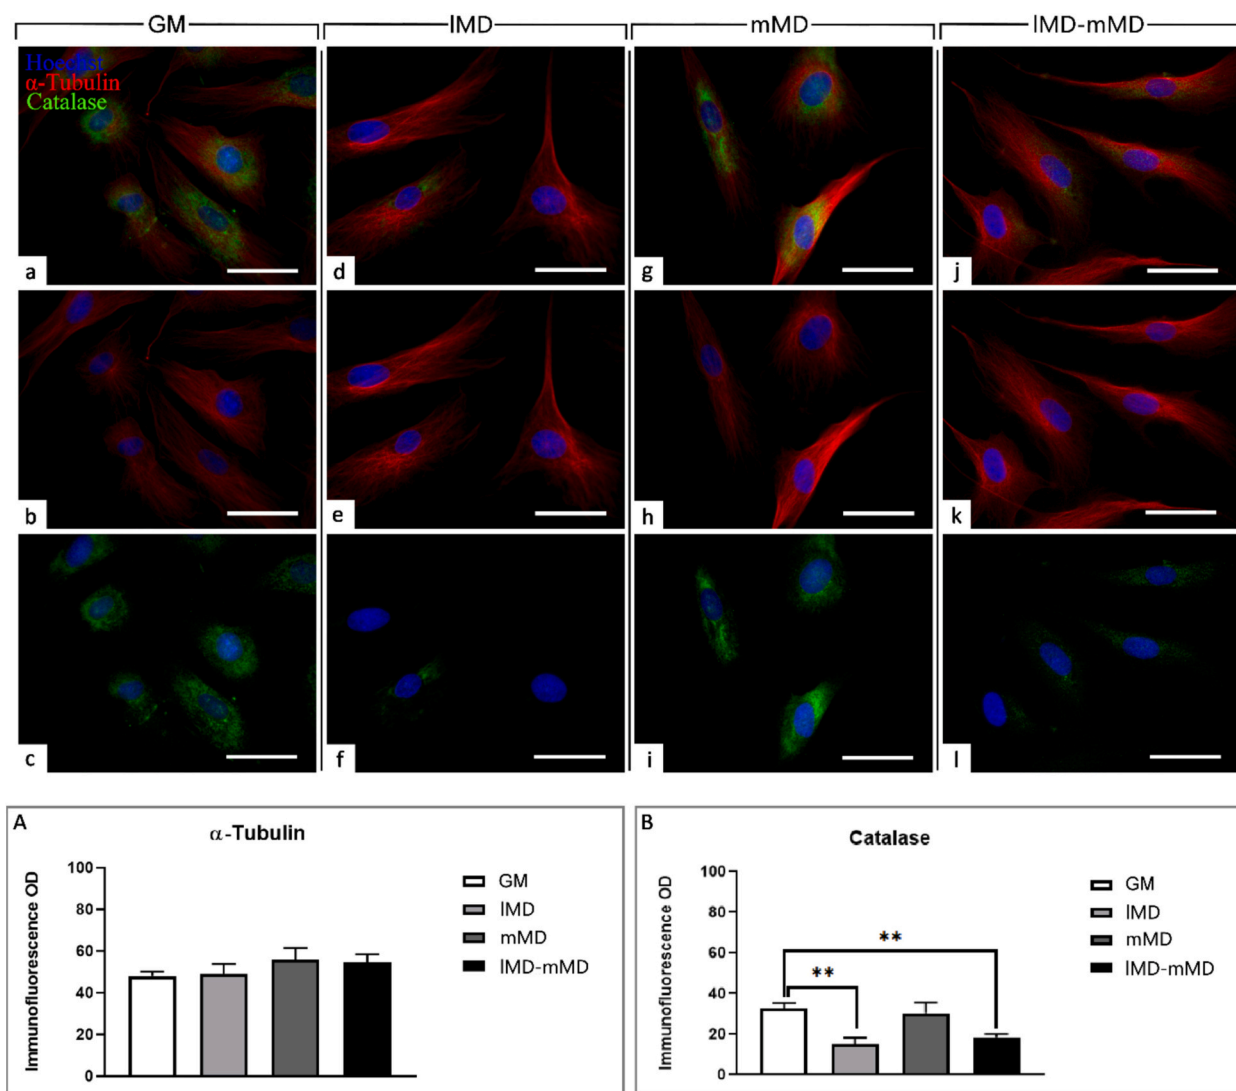 GM
lMD
mMD
lMD-mMD
Hoechst
α-Tubulin
Catalase
a
d
g
j
b
e
h
k
c
f
i
l
A
α-Tubulin
Immunofluorescence OD
100
80
60
40
20
0
GM
lMD
mMD
lMD-mMD
B
Catalase
Immunofluorescence OD
100
80
60
40
20
0
**
**
GM
lMD
mMD
lMD-mMD